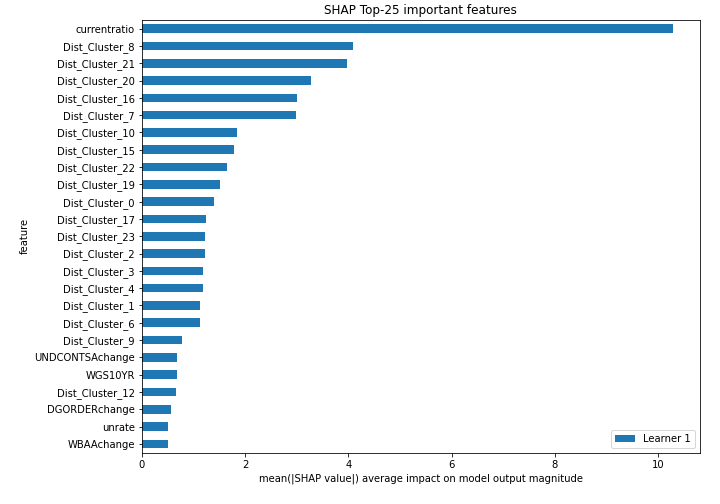 SHAP Top-25 important features
currentratio
Dist_Cluster_8
Dist_Cluster_21
Dist_Cluster_20
Dist_Cluster_16
Dist_Cluster_7
Dist_Cluster_10
Dist_Cluster_15
Dist_Cluster_22
Dist_Cluster_19
Dist_Cluster_0
Dist_Cluster_17
Dist_Cluster_23
Dist_Cluster_2
Dist_Cluster_3
Dist_Cluster_4
Dist_Cluster_1
Dist_Cluster_6
Dist_Cluster_9
UNDCONTSAchange
WGS10YR
Dist_Cluster_12
DGORDERchange
unrate
WBAAchange
feature
Learner 1
0 2 4 6 8 10
mean(|SHAP value|) average impact on model output magnitude